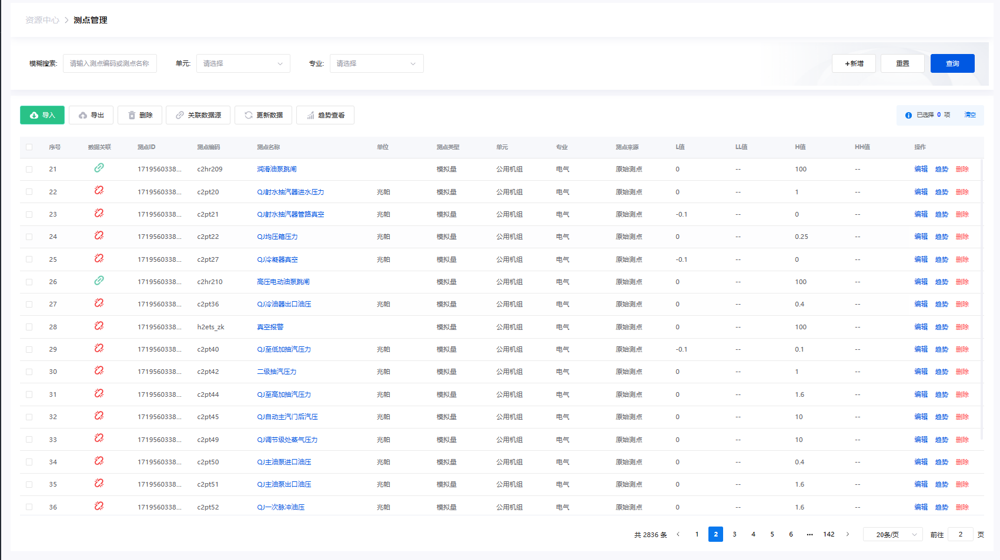 资源中心 > 测点管理
模糊搜索: 请输入测点编码或测点名称 单元: 请选择 专业: 请选择 +新增 重置 查询
导入 导出 删除 关联数据源 更新数据 趋势查看 已选择 0 项 清空
序号 数据关联 测点ID 测点编码 测点名称 单位 测点类型 单元 专业 测点来源 L值 LL值 H值 HH值 操作
21 1719560338... c2hr209 润滑油泵跳闸 模拟量 公用机组 电气 原始测点 0 -- 100 -- 编辑 趋势 删除
22 1719560338... c2pt20 QJ射水抽汽器进水压力 兆帕 模拟量 公用机组 电气 原始测点 0 -- 1 -- 编辑 趋势 删除
23 1719560338... c2pt21 QJ射水抽汽器管路真空 兆帕 模拟量 公用机组 电气 原始测点 -0.1 -- 0 -- 编辑 趋势 删除
24 1719560338... c2pt22 QJ均压箱压力 兆帕 模拟量 公用机组 电气 原始测点 0 -- 0.25 -- 编辑 趋势 删除
25 1719560338... c2pt27 QJ冷凝器真空 兆帕 模拟量 公用机组 电气 原始测点 -0.1 -- 0 -- 编辑 趋势 删除
26 1719560338... c2hr210 高压电动油泵跳闸 模拟量 公用机组 电气 原始测点 0 -- 100 -- 编辑 趋势 删除
27 1719560338... c2pt36 QJ冷油器出口油压 兆帕 模拟量 公用机组 电气 原始测点 0 -- 0.4 -- 编辑 趋势 删除
28 1719560338... h2ets_zk 真空报警 模拟量 公用机组 电气 原始测点 0 -- 100 -- 编辑 趋势 删除
29 1719560338... c2pt40 QJ至低加抽汽压力 兆帕 模拟量 公用机组 电气 原始测点 -0.1 -- 0.1 -- 编辑 趋势 删除
30 1719560338... c2pt42 二级抽汽压力 兆帕 模拟量 公用机组 电气 原始测点 0 -- 1 -- 编辑 趋势 删除
31 1719560338... c2pt44 QJ至高加抽汽压力 兆帕 模拟量 公用机组 电气 原始测点 0 -- 1.6 -- 编辑 趋势 删除
32 1719560338... c2pt45 QJ自动主汽门后汽压 兆帕 模拟量 公用机组 电气 原始测点 0 -- 10 -- 编辑 趋势 删除
33 1719560338... c2pt49 QJ调节级处蒸气压力 兆帕 模拟量 公用机组 电气 原始测点 0 -- 10 -- 编辑 趋势 删除
34 1719560338... c2pt50 QJ主油泵进口油压 兆帕 模拟量 公用机组 电气 原始测点 0 -- 0.4 -- 编辑 趋势 删除
35 1719560338... c2pt51 QJ主油泵出口油压 兆帕 模拟量 公用机组 电气 原始测点 0 -- 1.6 -- 编辑 趋势 删除
36 1719560338... c2pt52 QJ一次脉冲油压 兆帕 模拟量 公用机组 电气 原始测点 0 -- 1.6 -- 编辑 趋势 删除
共 2836 条 < 1 2 3 4 5 6 ••• 142 > 20条/页 前往 2 页